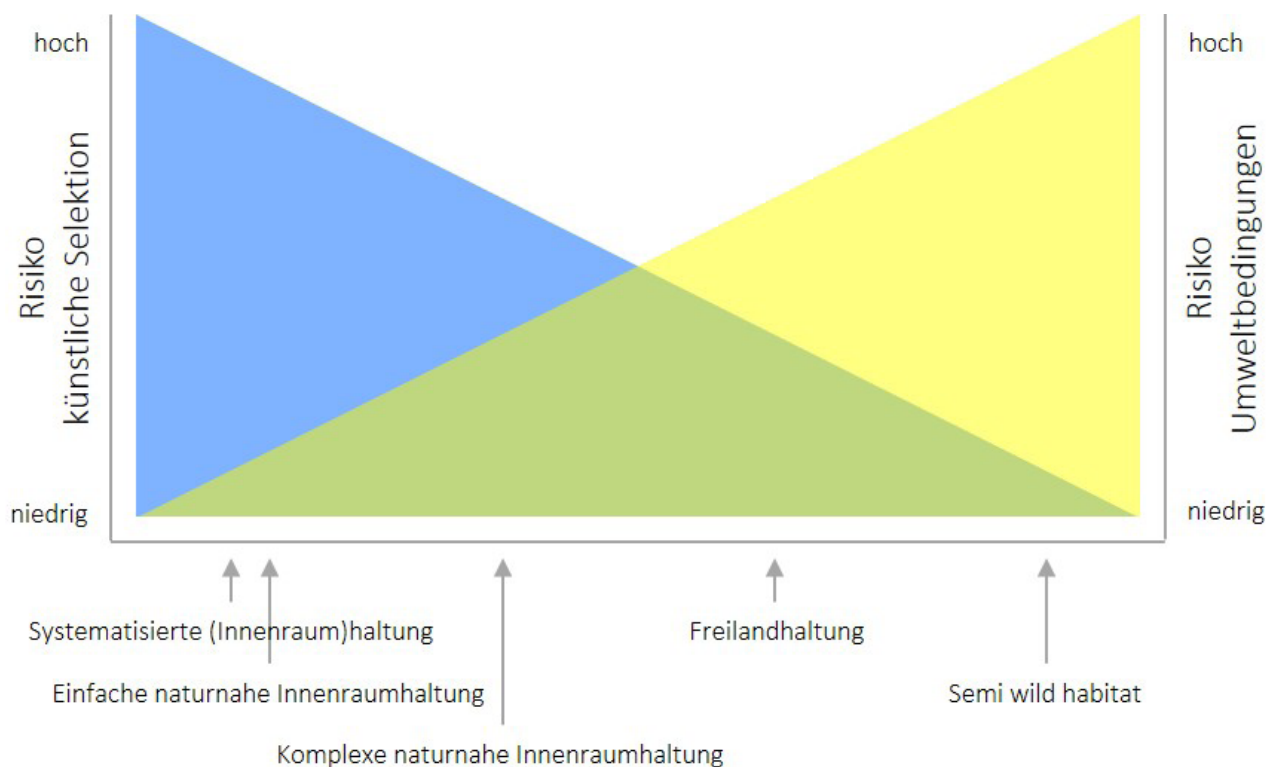 hoch
Risiko
künstliche Selektion
niedrig
hoch
Risiko
Umweltbedingungen
niedrig
Systematisierte (Innenraum)haltung
Freilandhaltung
Einfache naturnahe Innenraumhaltung
Semi wild habitat
Komplexe naturnahe Innenraumhaltung